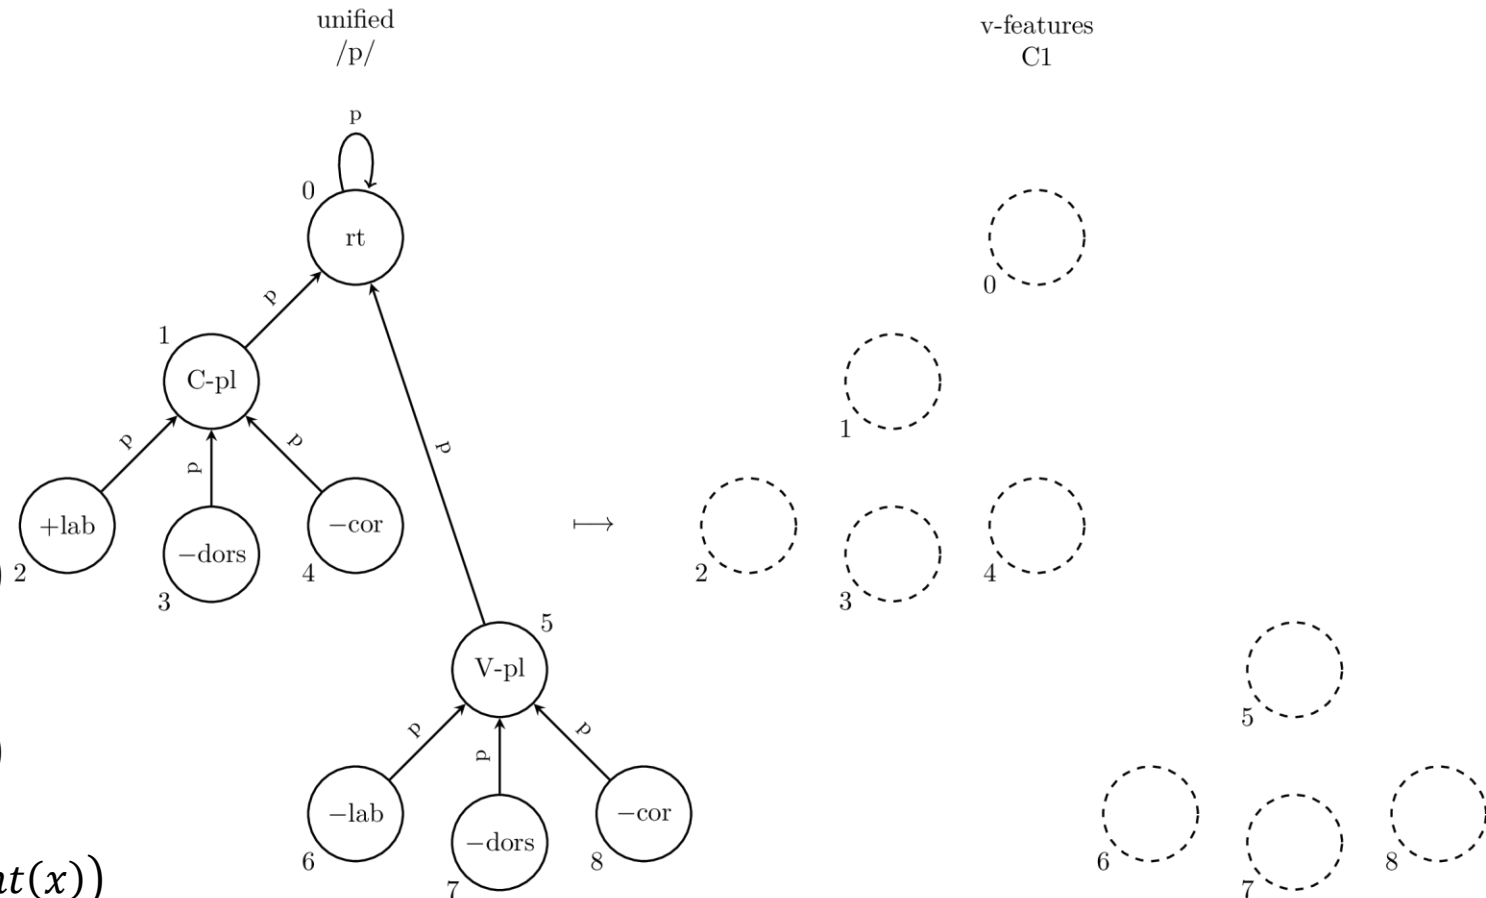 unified
/p/
v-features
C1
p
0
rt
0
p
1
C-pl
1
p
p
p
p
+lab
−dors
−cor
2
3
4
⟼
2
3
4
5
V-pl
5
p
p
p
−lab
−dors
−cor
6
7
8
6
7
8
)
)
t(x))